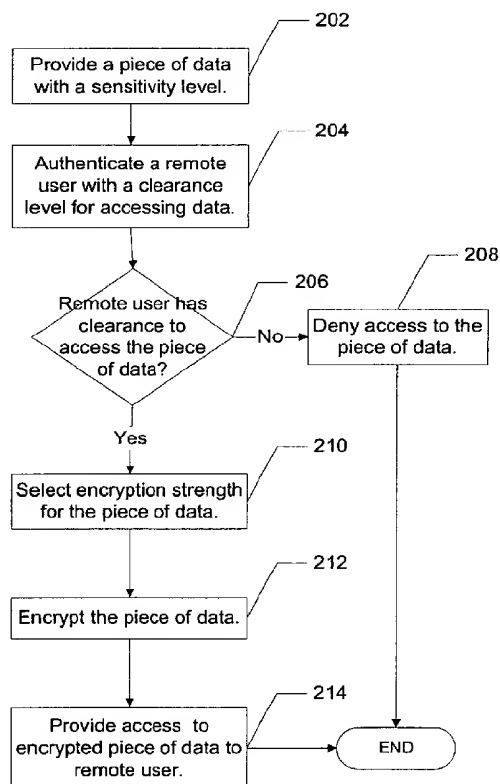 202
Provide a piece of data
with a sensitivity level.
204
Authenticate a remote
user with a clearance
level for accessing data.
206
Remote user has
clearance to
access the piece
of data?
No
208
Deny access to the
piece of data.
Yes
210
Select encryption strength
for the piece of data.
212
Encrypt the piece of data.
214
Provide access to
encrypted piece of data to
remote user.
END